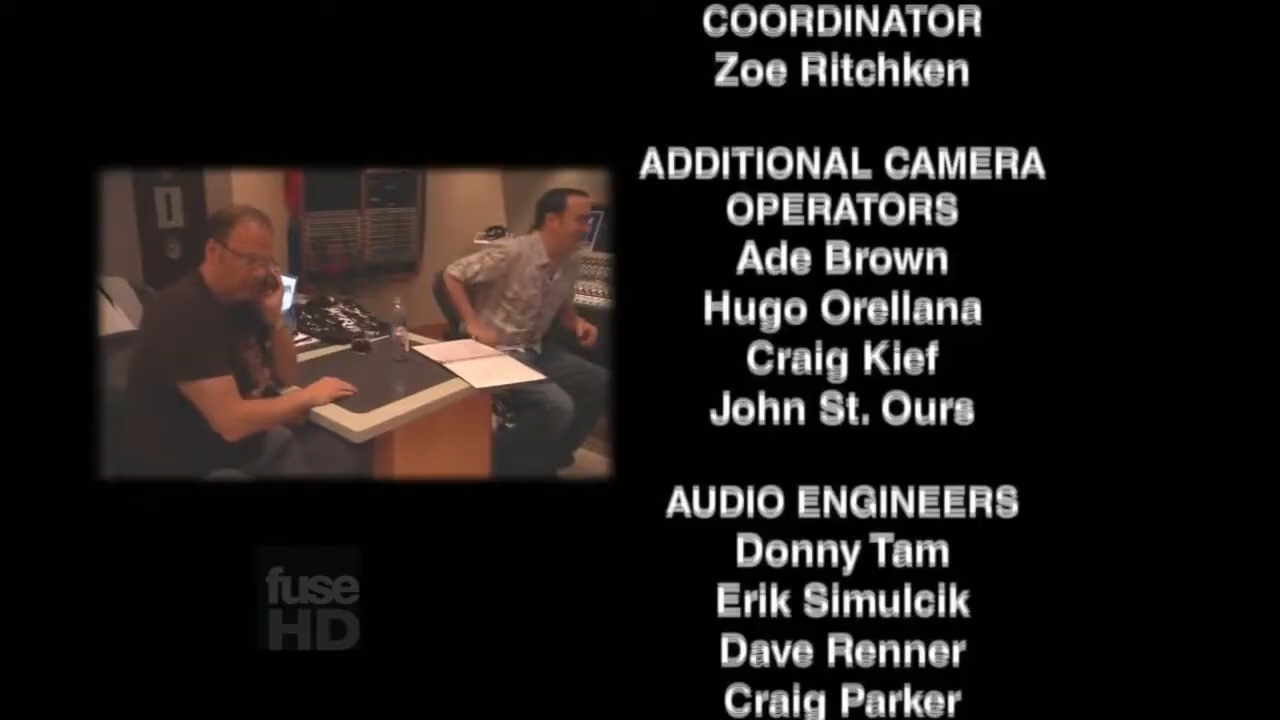 COORDINATOR
Zoe Ritchken
ADDITIONAL CAMERA
OPERATORS
Ade Brown
Hugo Orellana
Craig Kief
John St. Ours
AUDIO ENGINEERS
Donny Tam
Erik Simulcik
Dave Renner
Craig Parker
fuse
HD